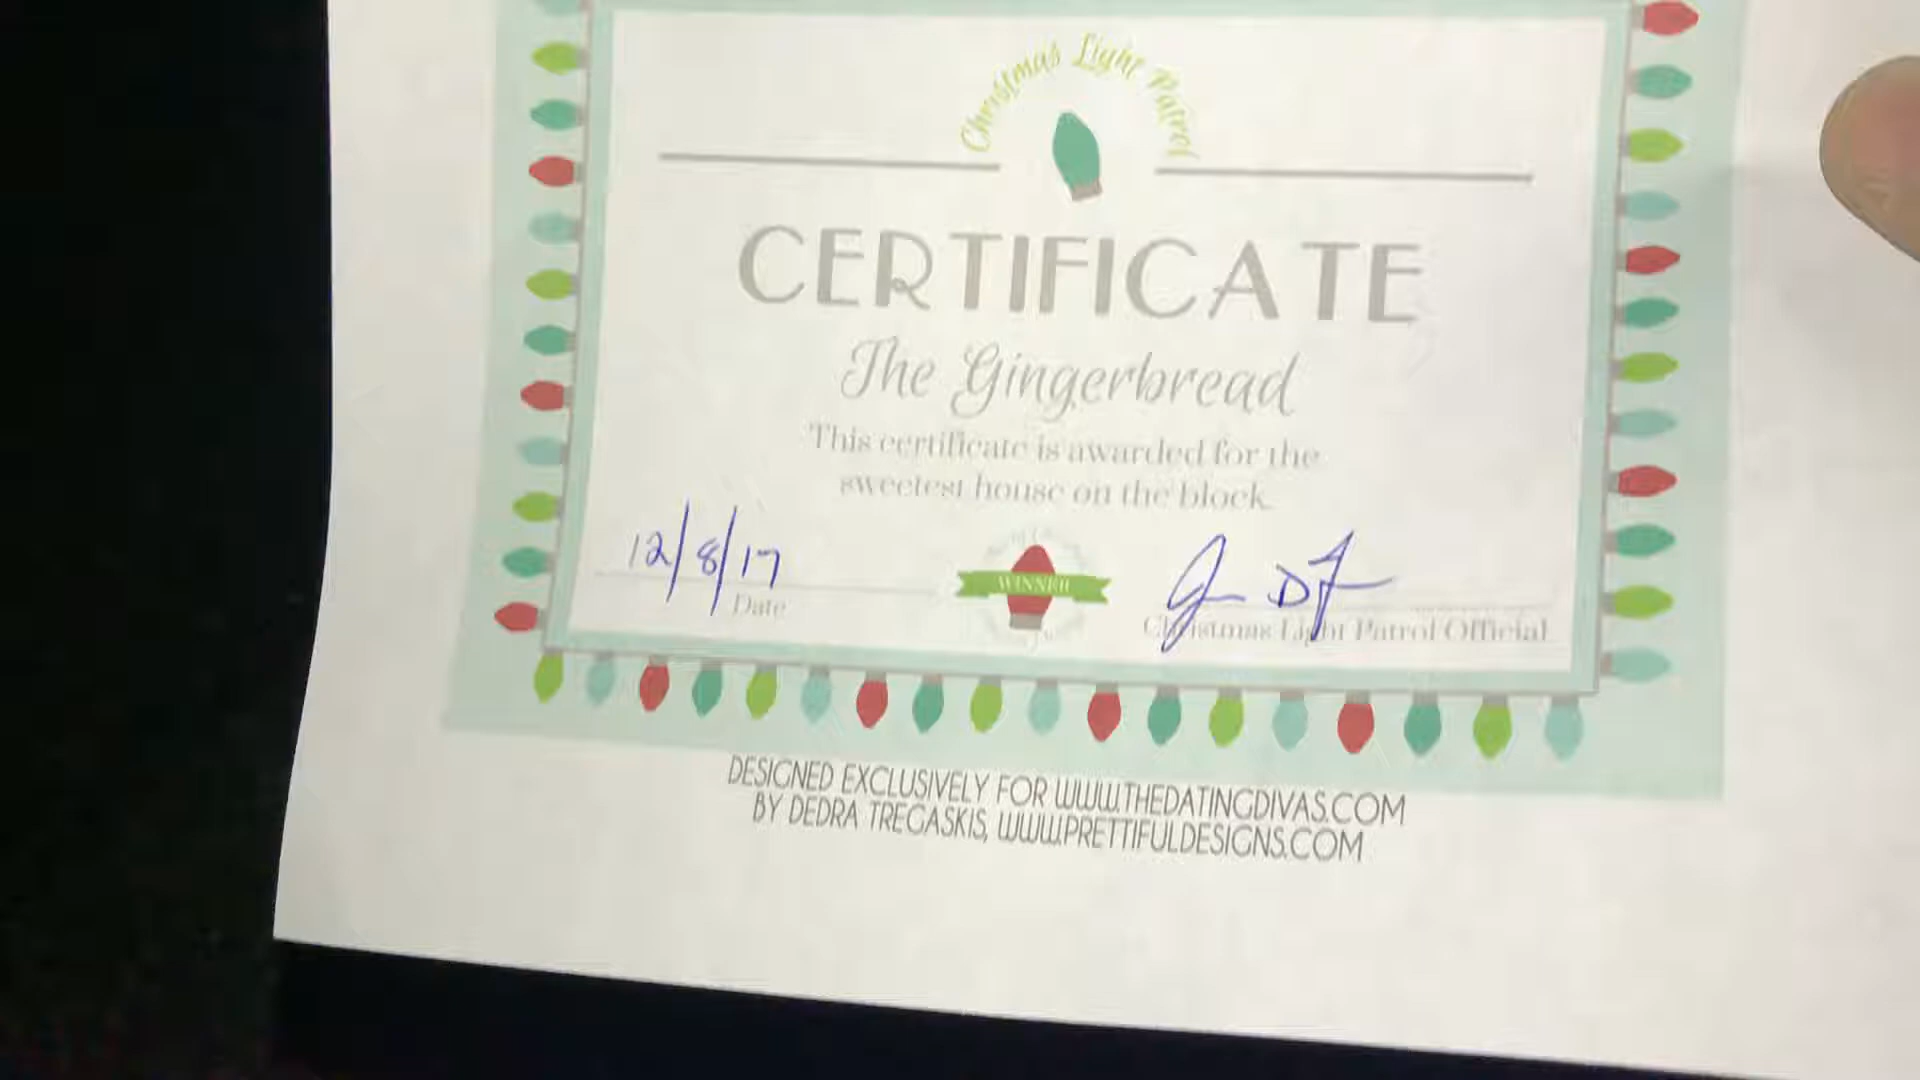 Christmas Light Patrol
CERTIFICATE
The Gingerbread
This certificate is awarded for the
sweetest house on the block.
12/8/17
Date
WINNER
Christmas Light Patrol Official
DESIGNED EXCLUSIVELY FOR WWW.THEDATINGDIVAS.COM
BY DEDRA TREGASKIS, WWW.PRETTIFULDESIGNS.COM